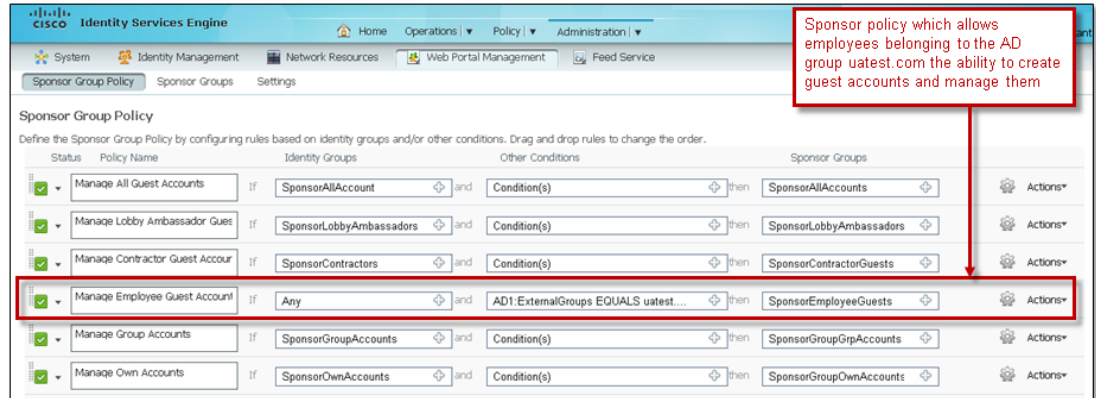 cisco Identity Services Engine
Home Operations Policy Administration
System Identity Management Network Resources Web Portal Management Feed Service
Sponsor Group Policy Sponsor Groups Settings
Sponsor policy which allows
employees belonging to the AD
group uatest.com the ability to create
guest accounts and manage them
Sponsor Group Policy
Define the Sponsor Group Policy by configuring rules based on identity groups and/or other conditions. Drag and drop rules to change the order.
Status Policy Name Identity Groups Other Conditions Sponsor Groups
Manage All Guest Accounts If SponsorAllAccount and Condition(s) then SponsorAllAccounts Actions
Manage Lobby Ambassador Gues If SponsorLobbyAmbassadors and Condition(s) then SponsorLobbyAmbassadors Actions
Manage Contractor Guest Accour If SponsorContractors and Condition(s) then SponsorContractorGuests Actions
Manage Employee Guest Account If Any and AD1:ExternalGroups EQUALS uatest.... then SponsorEmployeeGuests Actions
Manage Group Accounts If SponsorGroupAccounts and Condition(s) then SponsorGroupGrpAccounts Actions
Manage Own Accounts If SponsorOwnAccounts and Condition(s) then SponsorGroupOwnAccounts Actions